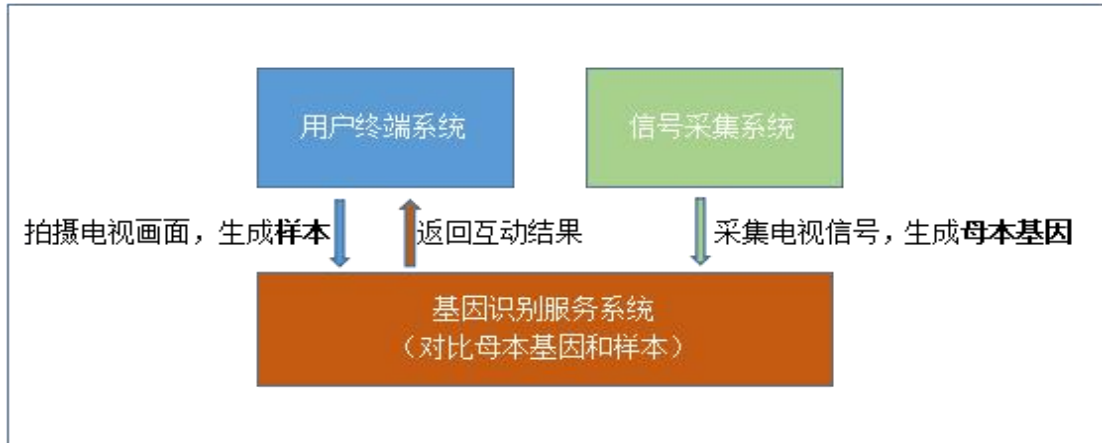 用户终端系统
信号采集系统
拍摄电视画面，生成样本
返回互动结果
采集电视信号，生成母本基因
基因识别服务系统
（对比母本基因和样本）